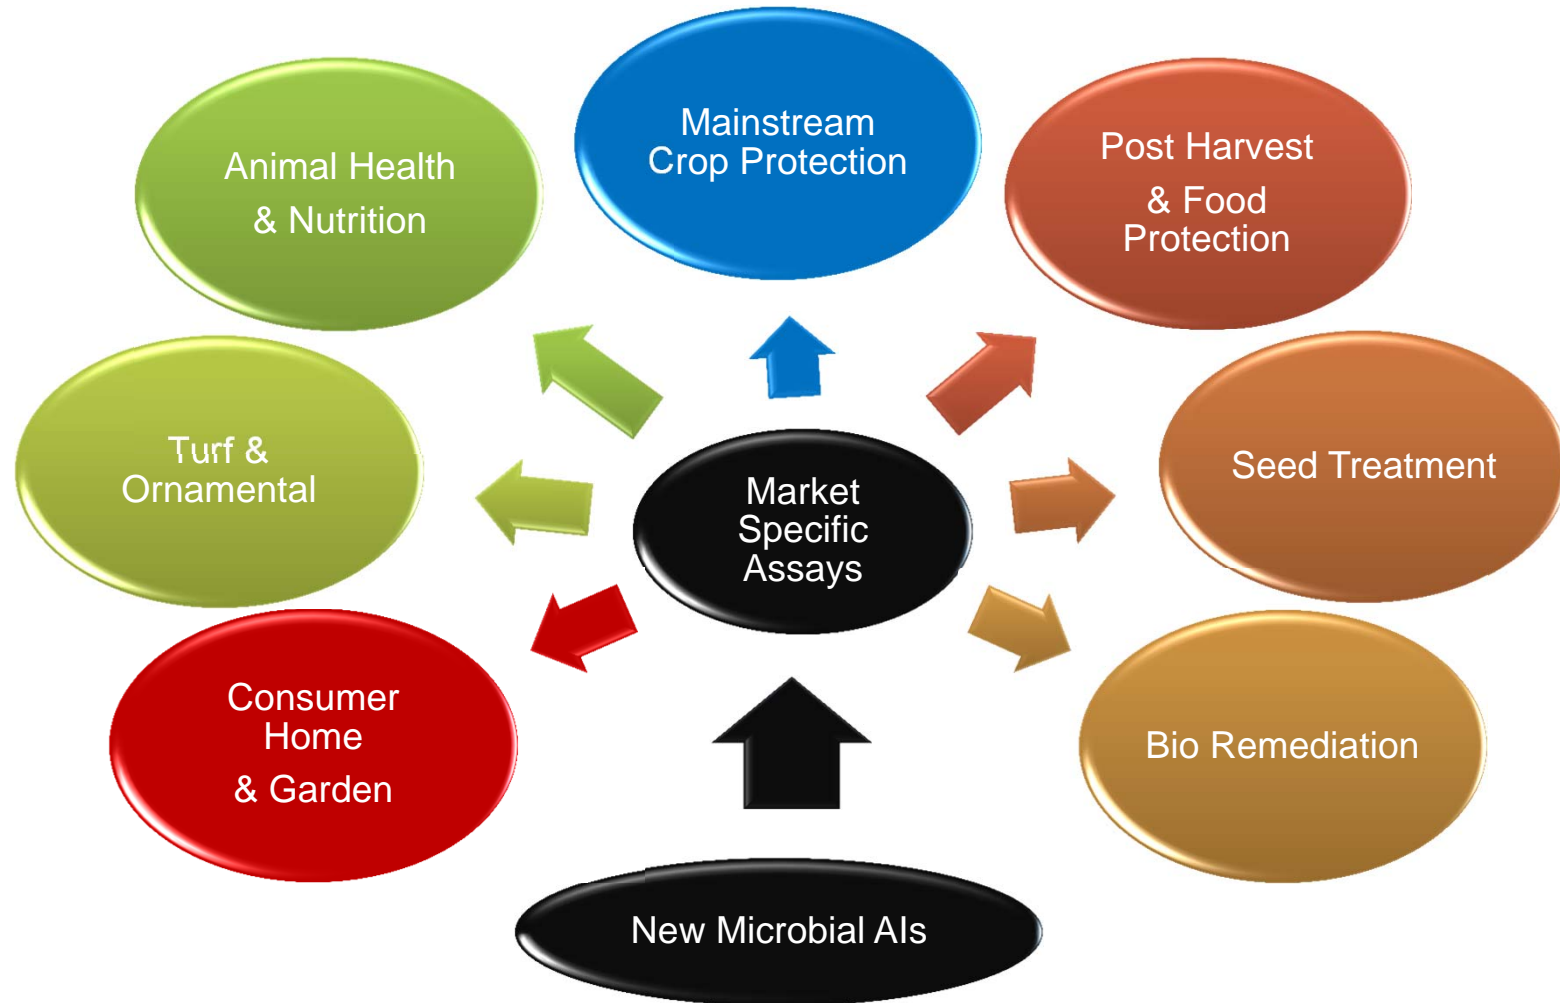 Mainstream
Crop Protection
Animal Health
& Nutrition
Post Harvest
& Food
Protection
Turf &
Ornamental
Market
Specific
Assays
Seed Treatment
Consumer
Home
& Garden
Bio Remediation
New Microbial AIs